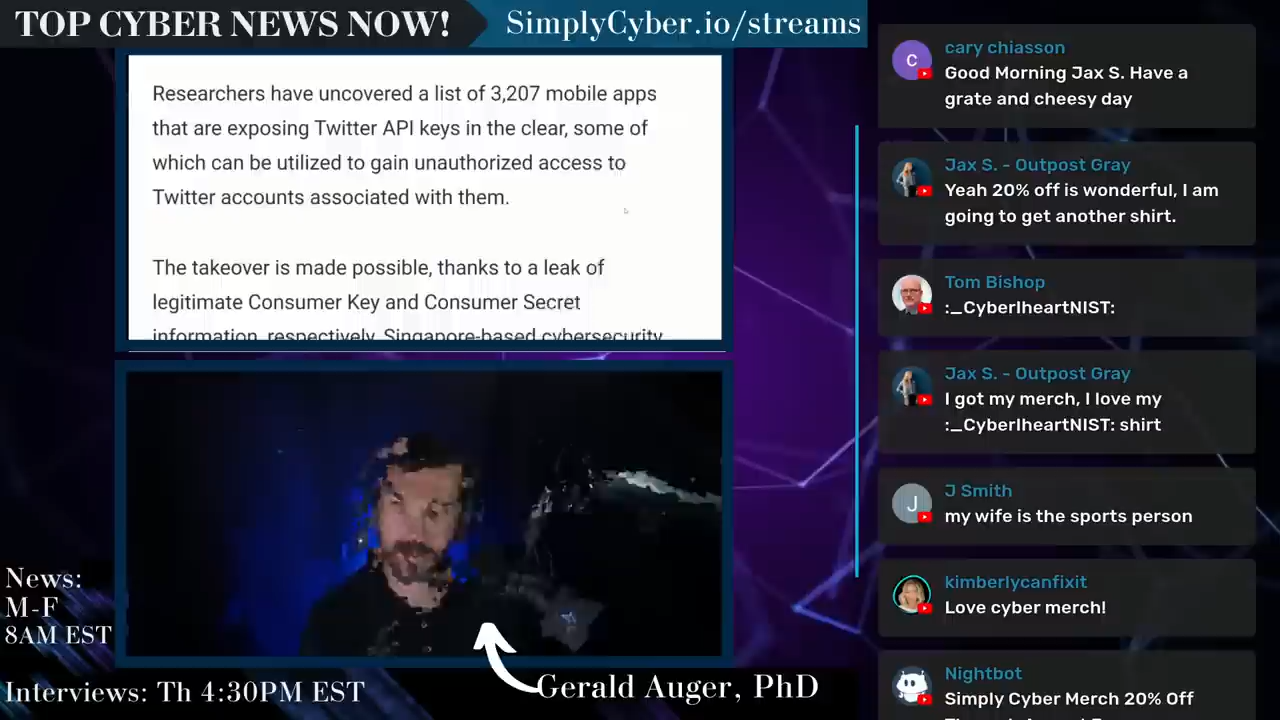 TOP CYBER NEWS NOW!
SimplyCyber.io/streams
Researchers have uncovered a list of 3,207 mobile apps
that are exposing Twitter API keys in the clear, some of
which can be utilized to gain unauthorized access to
Twitter accounts associated with them.
The takeover is made possible, thanks to a leak of
legitimate Consumer Key and Consumer Secret
information, respectively, Singapore-based cybersecurity
News:
M-F
8AM EST
Interviews: Th 4:30PM EST
Gerald Auger, PhD
C
cary chiasson
Good Morning Jax S. Have a
grate and cheesy day
Jax S. - Outpost Gray
Yeah 20% off is wonderful, I am
going to get another shirt.
Tom Bishop
:_CyberIheartNIST:
Jax S. - Outpost Gray
I got my merch, I love my
:_CyberIheartNIST: shirt
J
J Smith
my wife is the sports person
kimberlycanfixit
Love cyber merch!
Nightbot
Simply Cyber Merch 20% Off